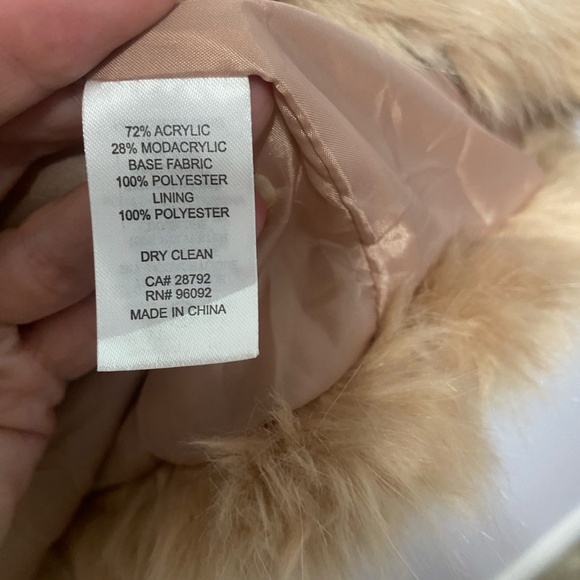 72% ACRYLIC
28% MODACRYLIC
BASE FABRIC
100% POLYESTER
LINING
100% POLYESTER
DRY CLEAN
CA# 28792
RN# 96092
MADE IN CHINA